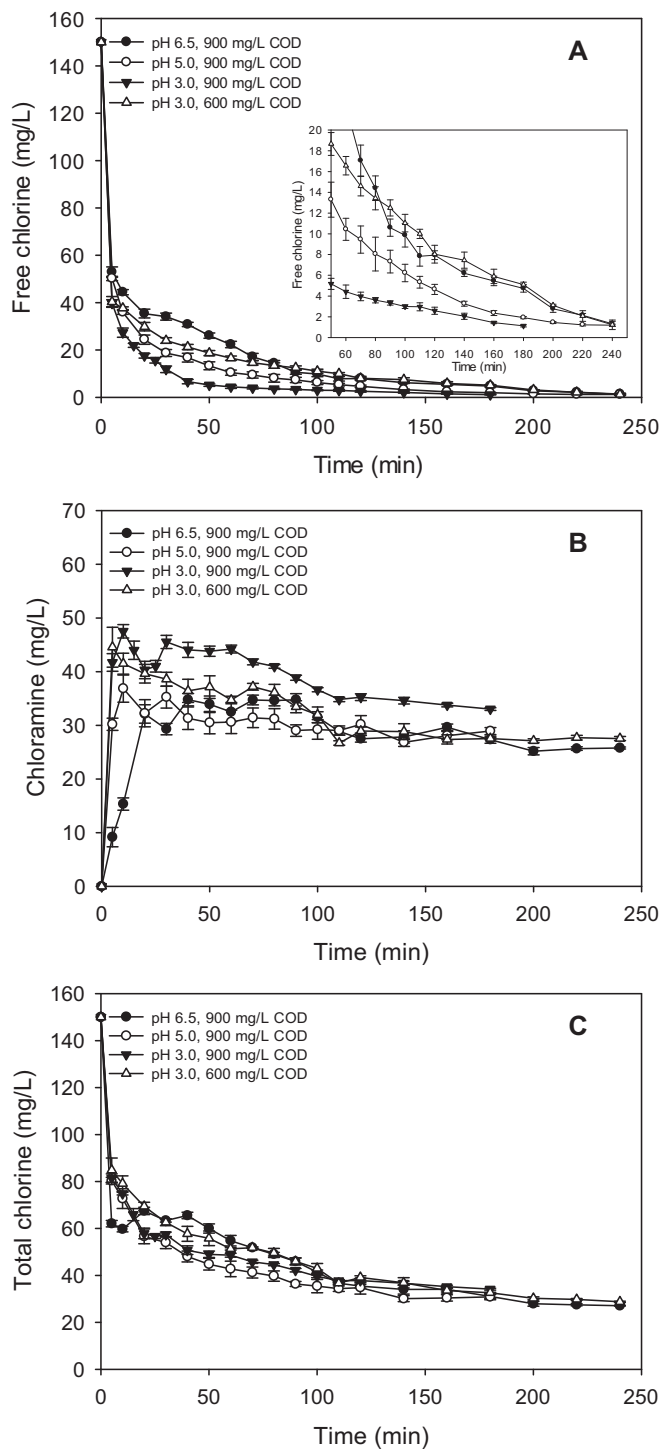 A
pH 6.5, 900 mg/L COD
pH 5.0, 900 mg/L COD
pH 3.0, 900 mg/L COD
pH 3.0, 600 mg/L COD
Free chlorine (mg/L)
160
140
120
100
80
60
40
20
0
Free chlorine (mg/L)
20
18
16
14
12
10
8
6
4
2
0
60 80 100 120 140 160 180 200 220 240
Time (min)
0 50 100 150 200 250
Time (min)
B
pH 6.5, 900 mg/L COD
pH 5.0, 900 mg/L COD
pH 3.0, 900 mg/L COD
pH 3.0, 600 mg/L COD
Chloramine (mg/L)
70
60
50
40
30
20
10
0
0 50 100 150 200 250
Time (min)
C
pH 6.5, 900 mg/L COD
pH 5.0, 900 mg/L COD
pH 3.0, 900 mg/L COD
pH 3.0, 600 mg/L COD
Total chlorine (mg/L)
160
140
120
100
80
60
40
20
0
0 50 100 150 200 250
Time (min)